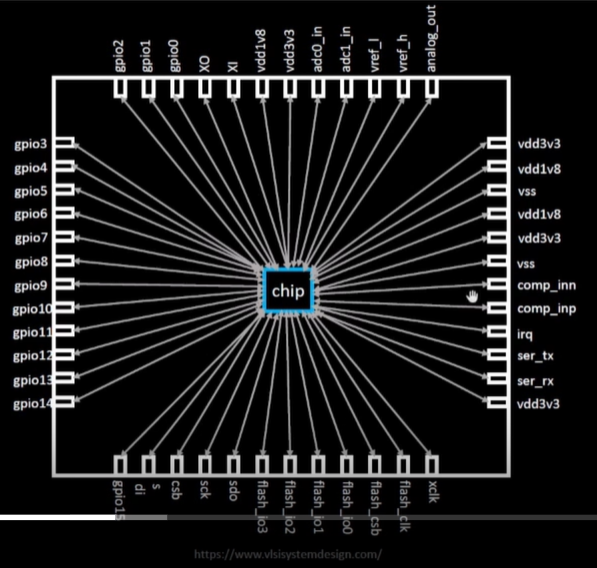 gpio2
gpio1
gpio0
XO
XI
vdd1v8
vdd3v3
adc0_in
adc1_in
vref_l
vref_h
analog_out
gpio3
gpio4
gpio5
gpio6
gpio7
gpio8
gpio9
gpio10
gpio11
gpio12
gpio13
gpio14
chip
vdd3v3
vdd1v8
vss
vdd1v8
vdd3v3
vss
comp_inn
comp_inp
irq
ser_tx
ser_rx
vdd3v3
gpio15
di
s
csb
sck
sdo
flash_io3
flash_io2
flash_io1
flash_io0
flash_csb
flash_clk
xclk
https://www.vlsisystemdesign.com/